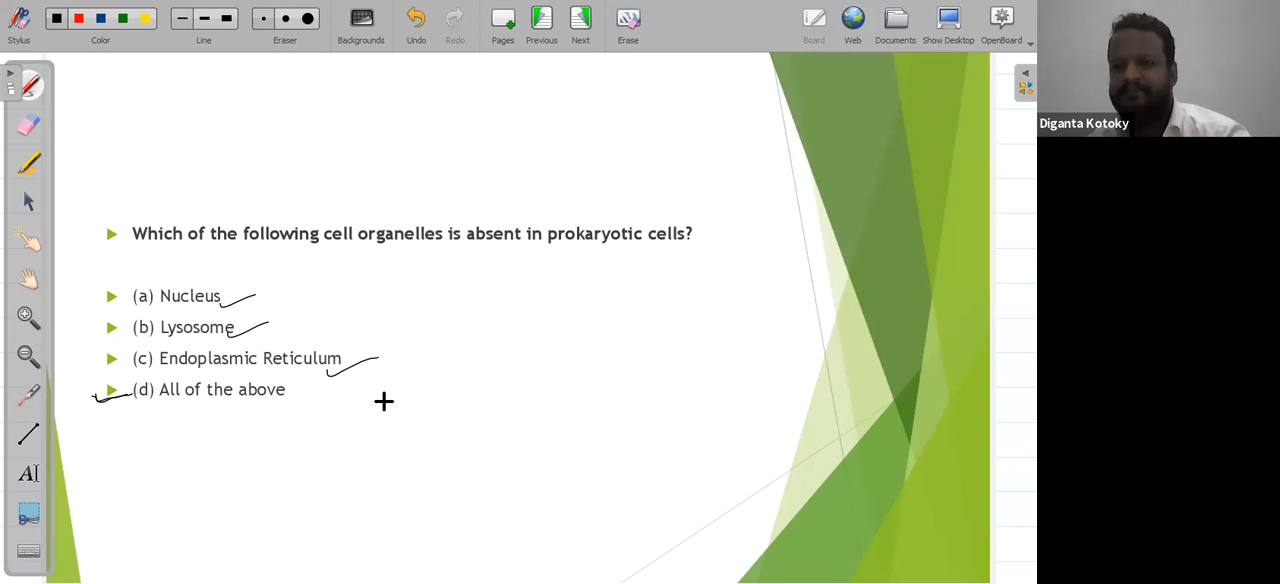 Stylus
Color
Line
Eraser
Backgrounds
Undo
Redo
Pages
Previous
Next
Erase
Board
Web
Documents
Show Desktop
OpenBoard
Diganta Kotoky
Which of the following cell organelles is absent in prokaryotic cells?
(a) Nucleus
(b) Lysosome
(c) Endoplasmic Reticulum
(d) All of the above
AI